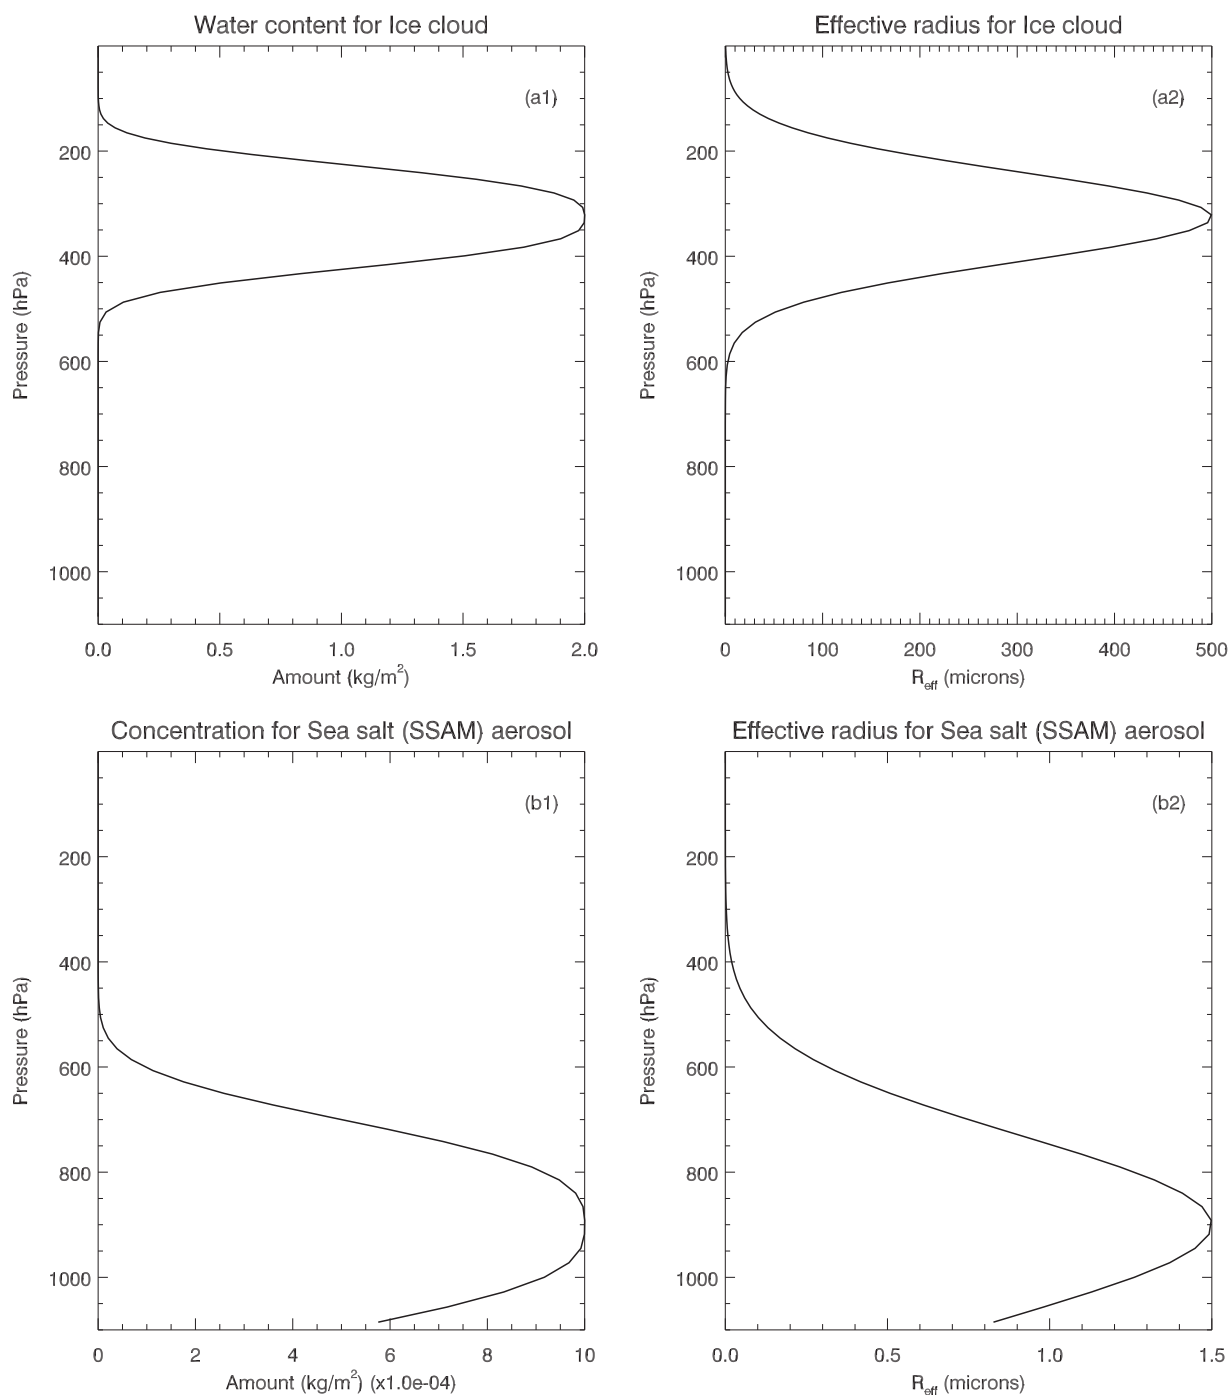 Water content for Ice cloud
(a1)
200
400
600
800
1000
Pressure (hPa)
0.0 0.5 1.0 1.5 2.0
Amount (kg/m²)
Effective radius for Ice cloud
(a2)
200
400
600
800
1000
Pressure (hPa)
0 100 200 300 400 500
R_eff (microns)
Concentration for Sea salt (SSAM) aerosol
(b1)
200
400
600
800
1000
Pressure (hPa)
0 2 4 6 8 10
Amount (kg/m²) (x1.0e-04)
Effective radius for Sea salt (SSAM) aerosol
(b2)
200
400
600
800
1000
Pressure (hPa)
0.0 0.5 1.0 1.5
R_eff (microns)